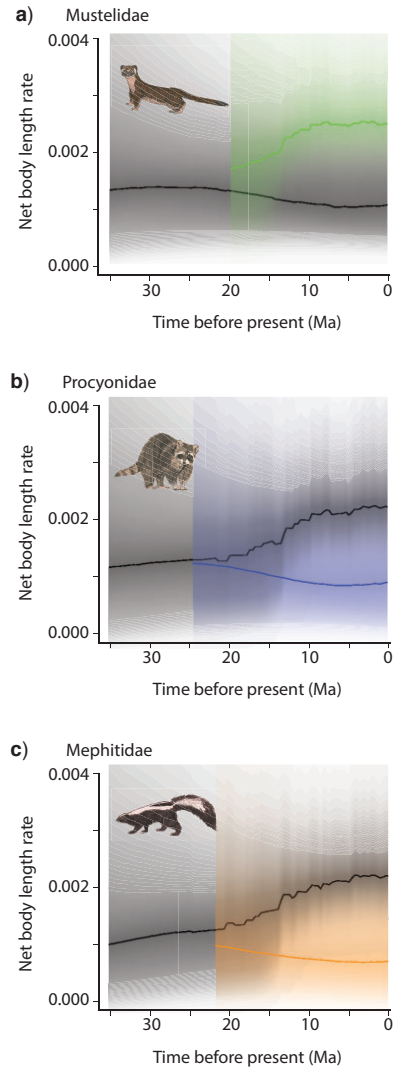 a) Mustelidae
0.004
0.002
0.000
Net body length rate
30 20 10 0
Time before present (Ma)
b) Procyonidae
0.004
0.002
0.000
Net body length rate
30 20 10 0
Time before present (Ma)
c) Mephitidae
0.004
0.002
0.000
Net body length rate
30 20 10 0
Time before present (Ma)